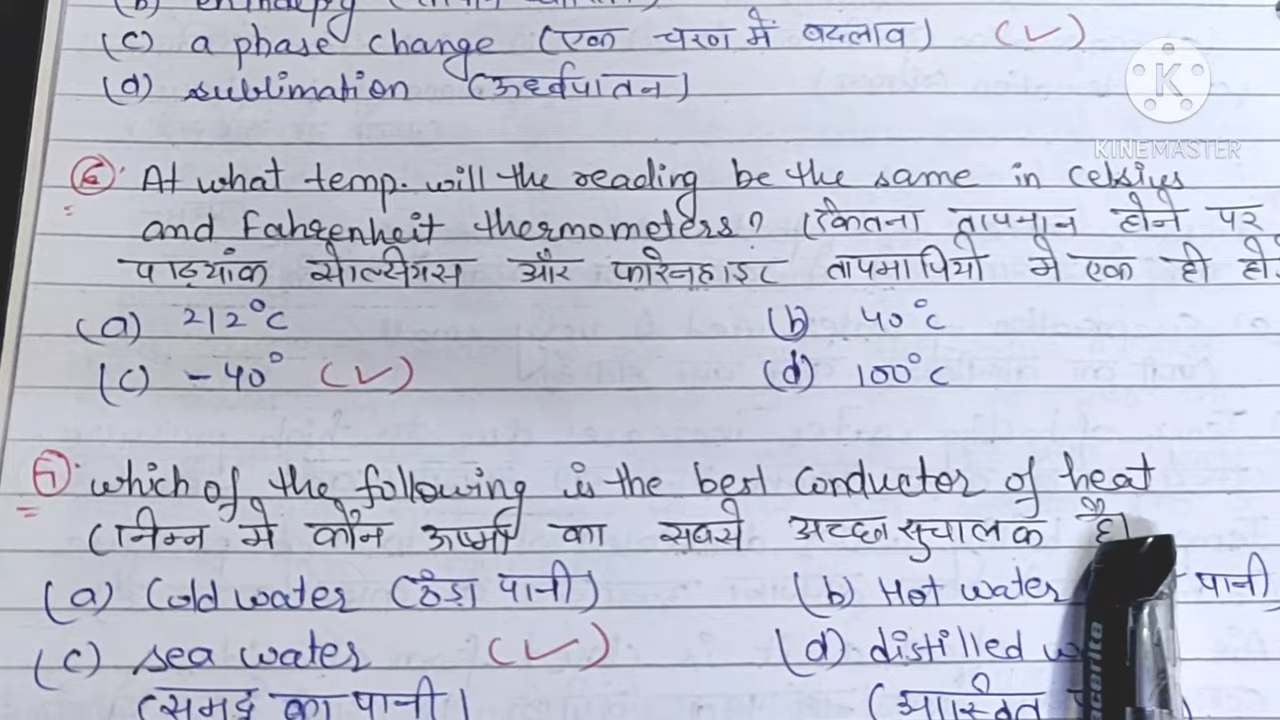 (b) enthalpy
(c) a phase change (एक चरण में बदलाव) (✓)
(d) sublimation (ऊर्ध्वपातन)
K
KINEMASTER
(6) At what temp. will the reading be the same in celsius
and Fahrenheit thermometers? (कितना तापमान होने पर
पाठ्यांक सेल्सीयस और फारेनहाइट तापमापियो मे एक ही हो
(a) 212°C (b) 40°C
(c) -40° (✓) (d) 100°C
(7) which of the following is the best conductor of heat
(निम्न मे कौन ऊष्मा का सबसे अच्छा सुचालक है।
(a) Cold water (ठंडा पानी) (b) Hot water पानी
(c) sea water (✓) (d) distilled
(समुद्र का पानी)